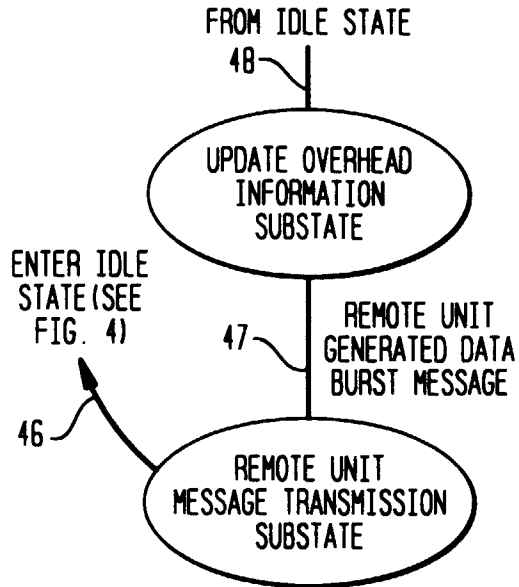 FROM IDLE STATE
48
UPDATE OVERHEAD
INFORMATION
SUBSTATE
ENTER IDLE
STATE(SEE
FIG. 4)
47
REMOTE UNIT
GENERATED DATA
BURST MESSAGE
46
REMOTE UNIT
MESSAGE TRANSMISSION
SUBSTATE